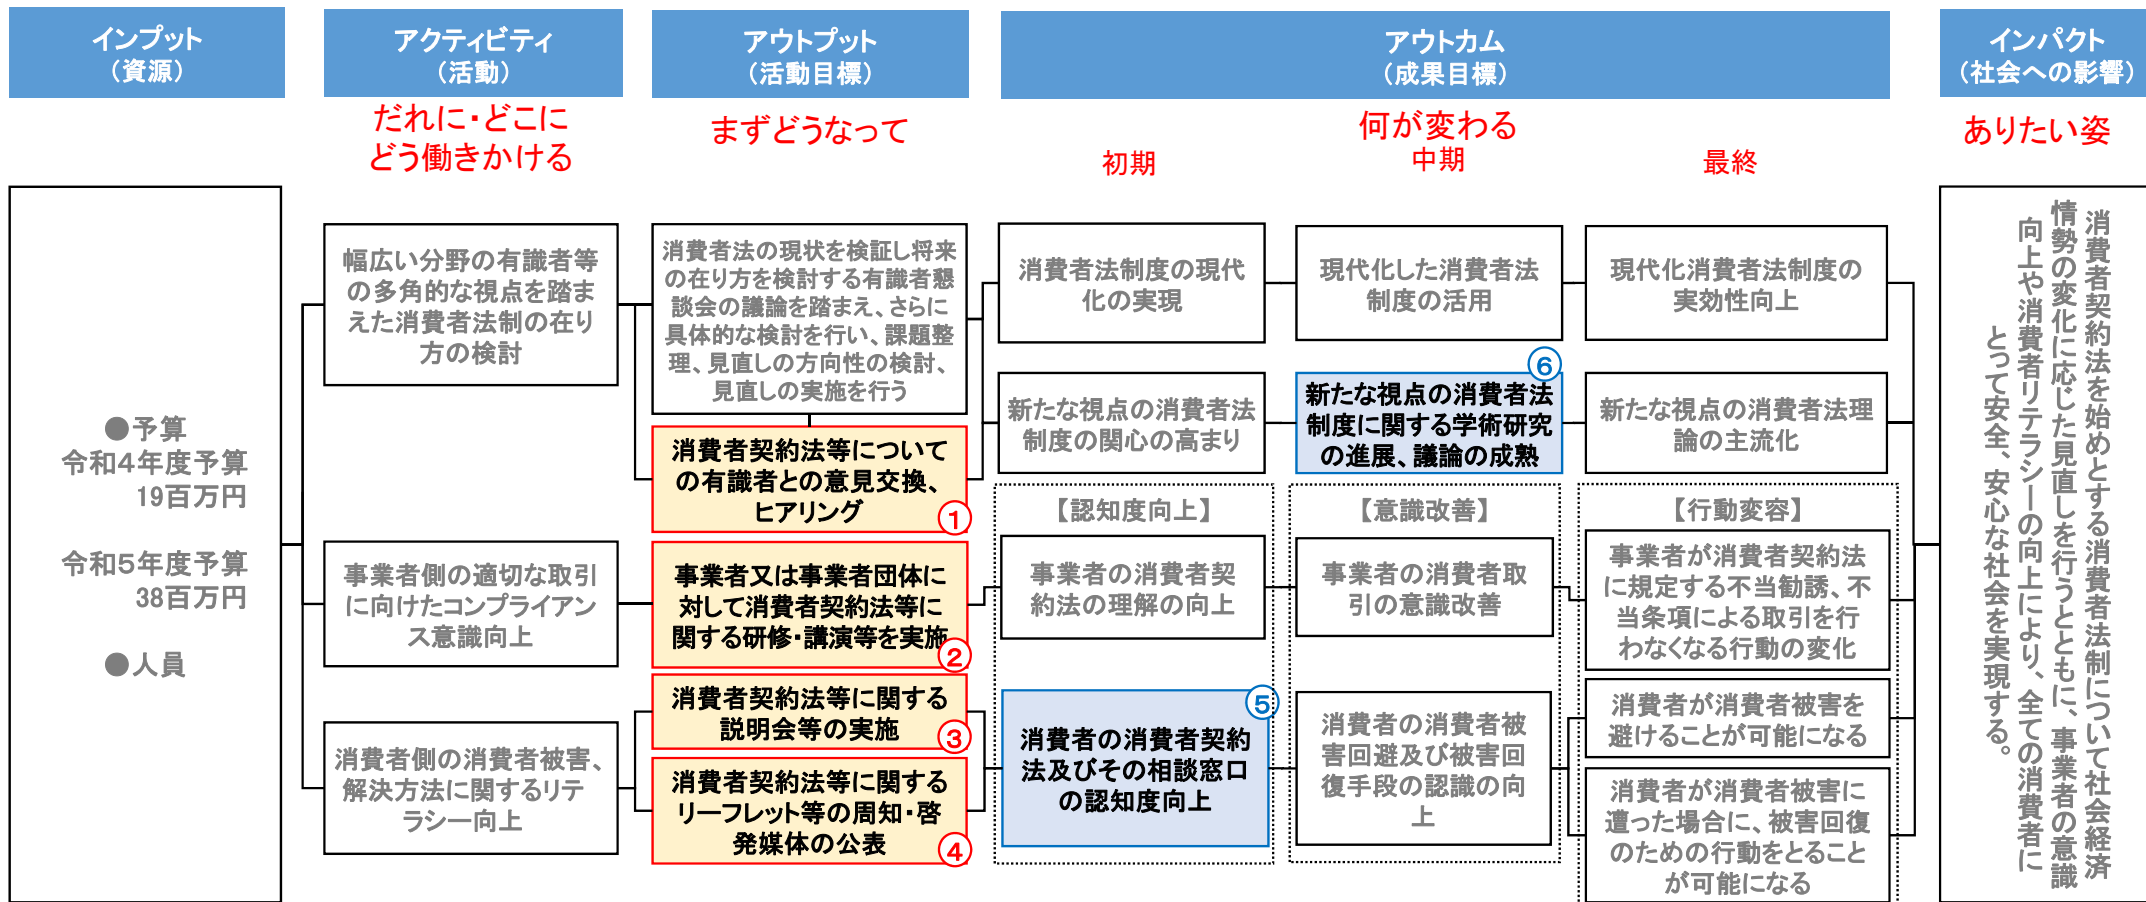 インプット
（資源）
アクティビティ
（活動）
アウトプット
（活動目標）
アウトカム
（成果目標）
インパクト
（社会への影響）
だれに・どこに
どう働きかける
まずどうなって
何が変わる
初期
中期
最終
ありたい姿
●予算
令和４年度予算
19百万円
令和５年度予算
38百万円
●人員
幅広い分野の有識者等
の多角的な視点を踏ま
えた消費者法制の在り
方の検討
事業者側の適切な取引
に向けたコンプライアン
ス意識向上
消費者側の消費者被害、
解決方法に関するリテ
ラシー向上
消費者法の現状を検証し将来
の在り方を検討する有識者懇
談会の議論を踏まえ、さらに
具体的な検討を行い、課題整
理、見直しの方向性の検討、
見直しの実施を行う
消費者契約法等について
の有識者との意見交換、
ヒアリング
①
事業者又は事業者団体に
対して消費者契約法等に
関する研修・講演等を実施
②
消費者契約法等に関する
説明会等の実施
③
消費者契約法等に関する
リーフレット等の周知・啓
発媒体の公表
④
消費者法制度の現代
化の実現
現代化した消費者法
制度の活用
現代化消費者法制度の
実効性向上
新たな視点の消費者法
制度の関心の高まり
⑥
新たな視点の消費者法
制度に関する学術研究
の進展、議論の成熟
新たな視点の消費者法理
論の主流化
【認知度向上】
【意識改善】
【行動変容】
事業者の消費者契
約法の理解の向上
事業者の消費者取
引の意識改善
事業者が消費者契約法
に規定する不当勧誘、不
当条項による取引を行
わなくなる行動の変化
⑤
消費者の消費者契約
法及びその相談窓口
の認知度向上
消費者の消費者被
害回避及び被害回
復手段の認識の向
上
消費者が消費者被害を
避けることが可能になる
消費者が消費者被害に
遭った場合に、被害回復
のための行動をとること
が可能になる
消費者契約法を始めとする消費者法制について社会経済
情勢の変化に応じた見直しを行うとともに、事業者の意識
向上や消費者リテラシーの向上により、全ての消費者に
とって安全、安心な社会を実現する。